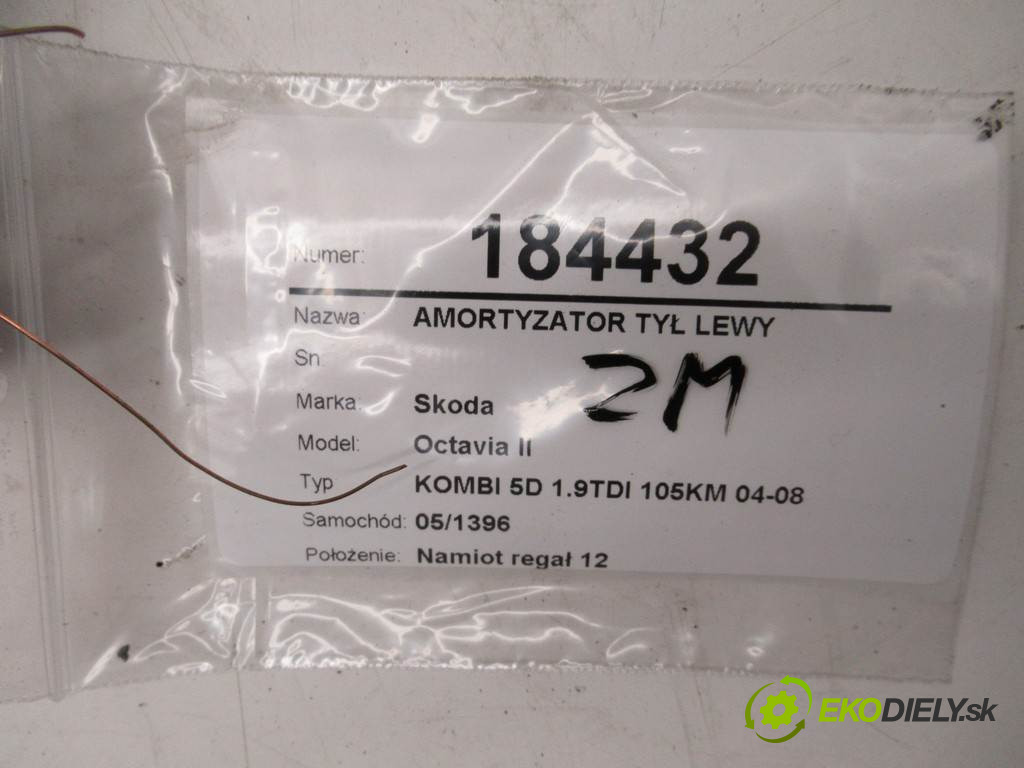 Numer: 184432
Nazwa: AMORTYZATOR TYŁ LEWY
Sn:
2M
Marka: Skoda
Model: Octavia II
Typ KOMBI 5D 1.9TDI 105KM 04-08
Samochód: 05/1396
Położenie: Namiot regał 12
EKODIELY.sk